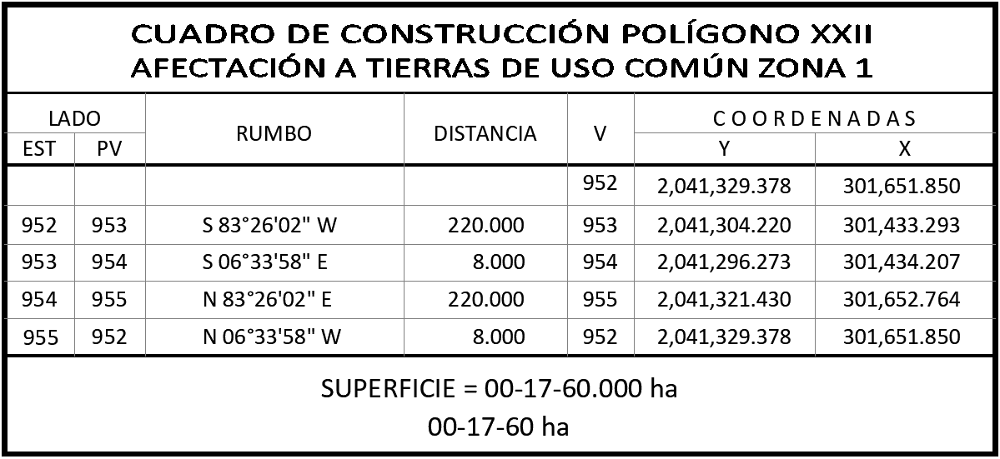 CUADRO DE CONSTRUCCIÓN POLÍGONO XXII
AFECTACIÓN A TIERRAS DE USO COMÚN ZONA 1
LADO RUMBO DISTANCIA V COORDENADAS
EST PV Y X
952 2,041,329.378 301,651.850
952 953 S 83°26'02" W 220.000 953 2,041,304.220 301,433.293
953 954 S 06°33'58" E 8.000 954 2,041,296.273 301,434.207
954 955 N 83°26'02" E 220.000 955 2,041,321.430 301,652.764
955 952 N 06°33'58" W 8.000 952 2,041,329.378 301,651.850
SUPERFICIE = 00-17-60.000 ha
00-17-60 ha